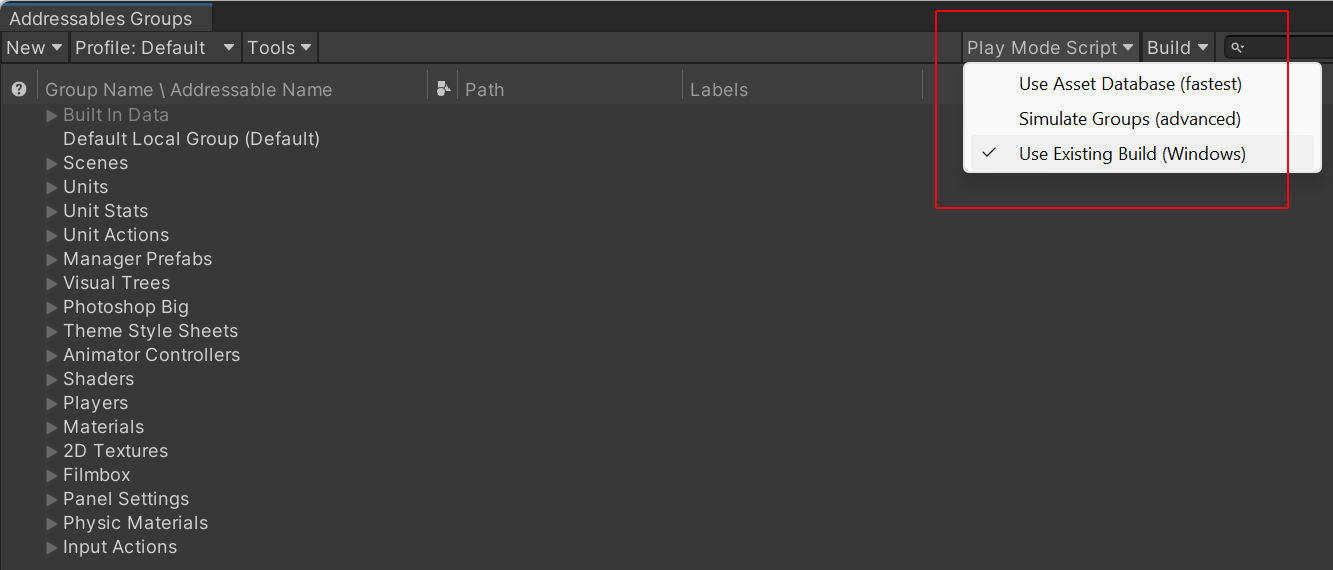 Addressables Groups
New Profile: Default Tools Play Mode Script Build
Use Asset Database (fastest)
Simulate Groups (advanced)
Use Existing Build (Windows)
Group Name \ Addressable Name Path Labels
Built In Data
Default Local Group (Default)
Scenes
Units
Unit Stats
Unit Actions
Manager Prefabs
Visual Trees
Photoshop Big
Theme Style Sheets
Animator Controllers
Shaders
Players
Materials
2D Textures
Filmbox
Panel Settings
Physic Materials
Input Actions